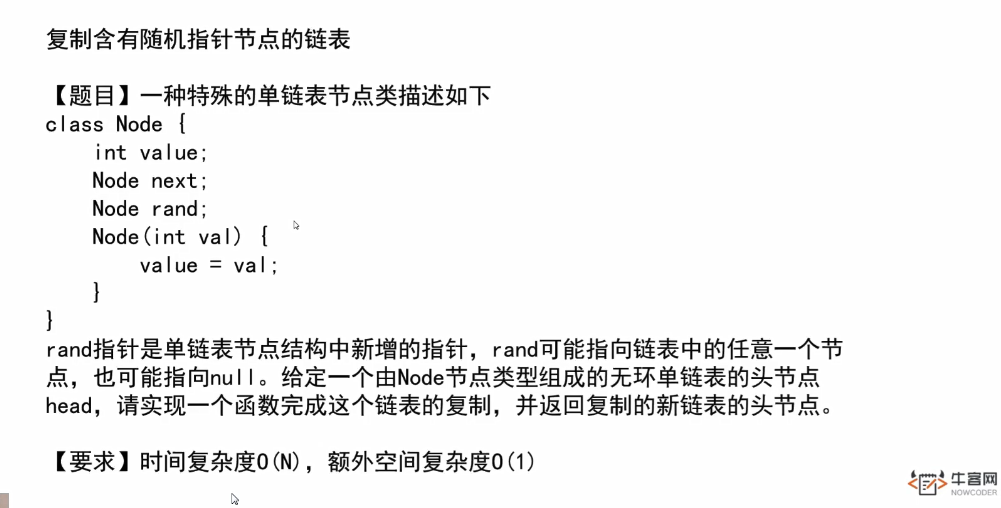 复制含有随机指针节点的链表
【题目】一种特殊的单链表节点类描述如下
class Node {
int value;
Node next;
Node rand;
Node(int val) {
value = val;
}
}
rand指针是单链表节点结构中新增的指针，rand可能指向链表中的任意一个节
点，也可能指向null。给定一个由Node节点类型组成的无环单链表的头节点
head，请实现一个函数完成这个链表的复制，并返回复制的新链表的头节点。
【要求】时间复杂度O(N)，额外空间复杂度O(1)
牛客网
NOWCODER